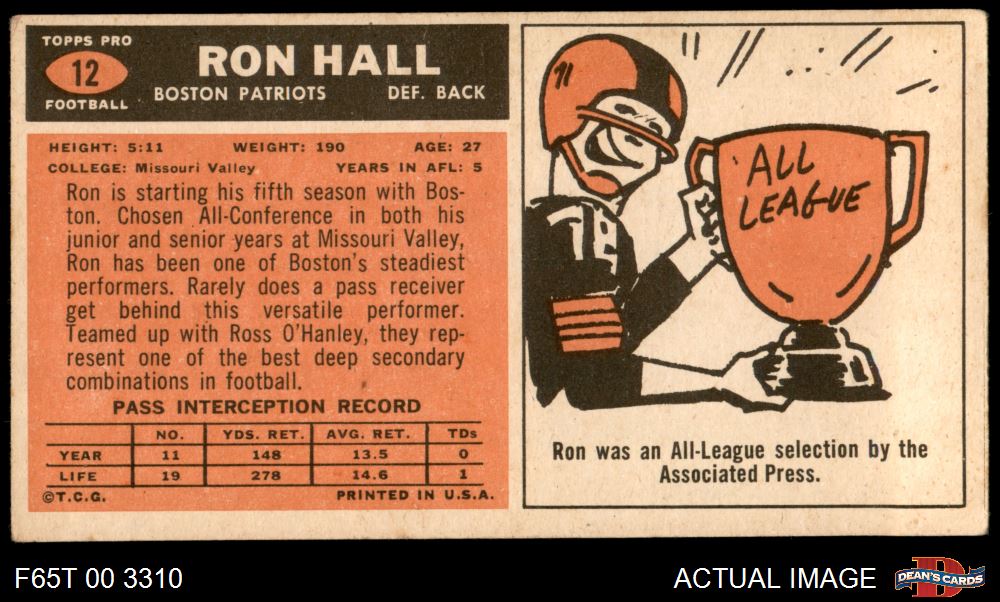 TOPPS PRO
12
FOOTBALL
RON HALL
BOSTON PATRIOTS DEF. BACK
HEIGHT: 5:11 WEIGHT: 190 AGE: 27
COLLEGE: Missouri Valley YEARS IN AFL: 5
Ron is starting his fifth season with Bos-
ton. Chosen All-Conference in both his
junior and senior years at Missouri Valley,
Ron has been one of Boston's steadiest
performers. Rarely does a pass receiver
get behind this versatile performer.
Teamed up with Ross O'Hanley, they rep-
resent one of the best deep secondary
combinations in football.
PASS INTERCEPTION RECORD
NO. YDS. RET. AVG. RET. TDs
YEAR 11 148 13.5 0
LIFE 19 278 14.6 1
©T.C.G. PRINTED IN U.S.A.
ALL
LEAGUE
Ron was an All-League selection by the
Associated Press.
F65T 00 3310 ACTUAL IMAGE
D
DEAN'S CARDS